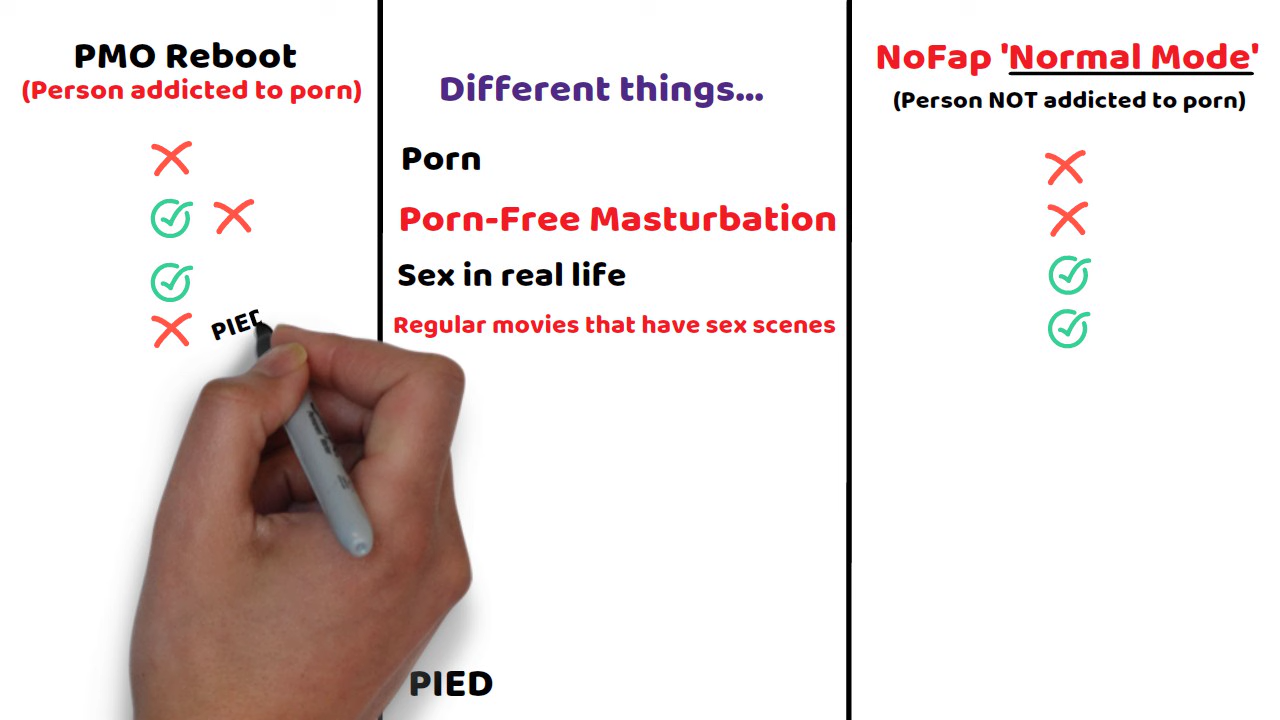 PMO Reboot
(Person addicted to porn)
Different things...
Porn
Porn-Free Masturbation
Sex in real life
Regular movies that have sex scenes
PIED
PIED
NoFap 'Normal Mode'
(Person NOT addicted to porn)